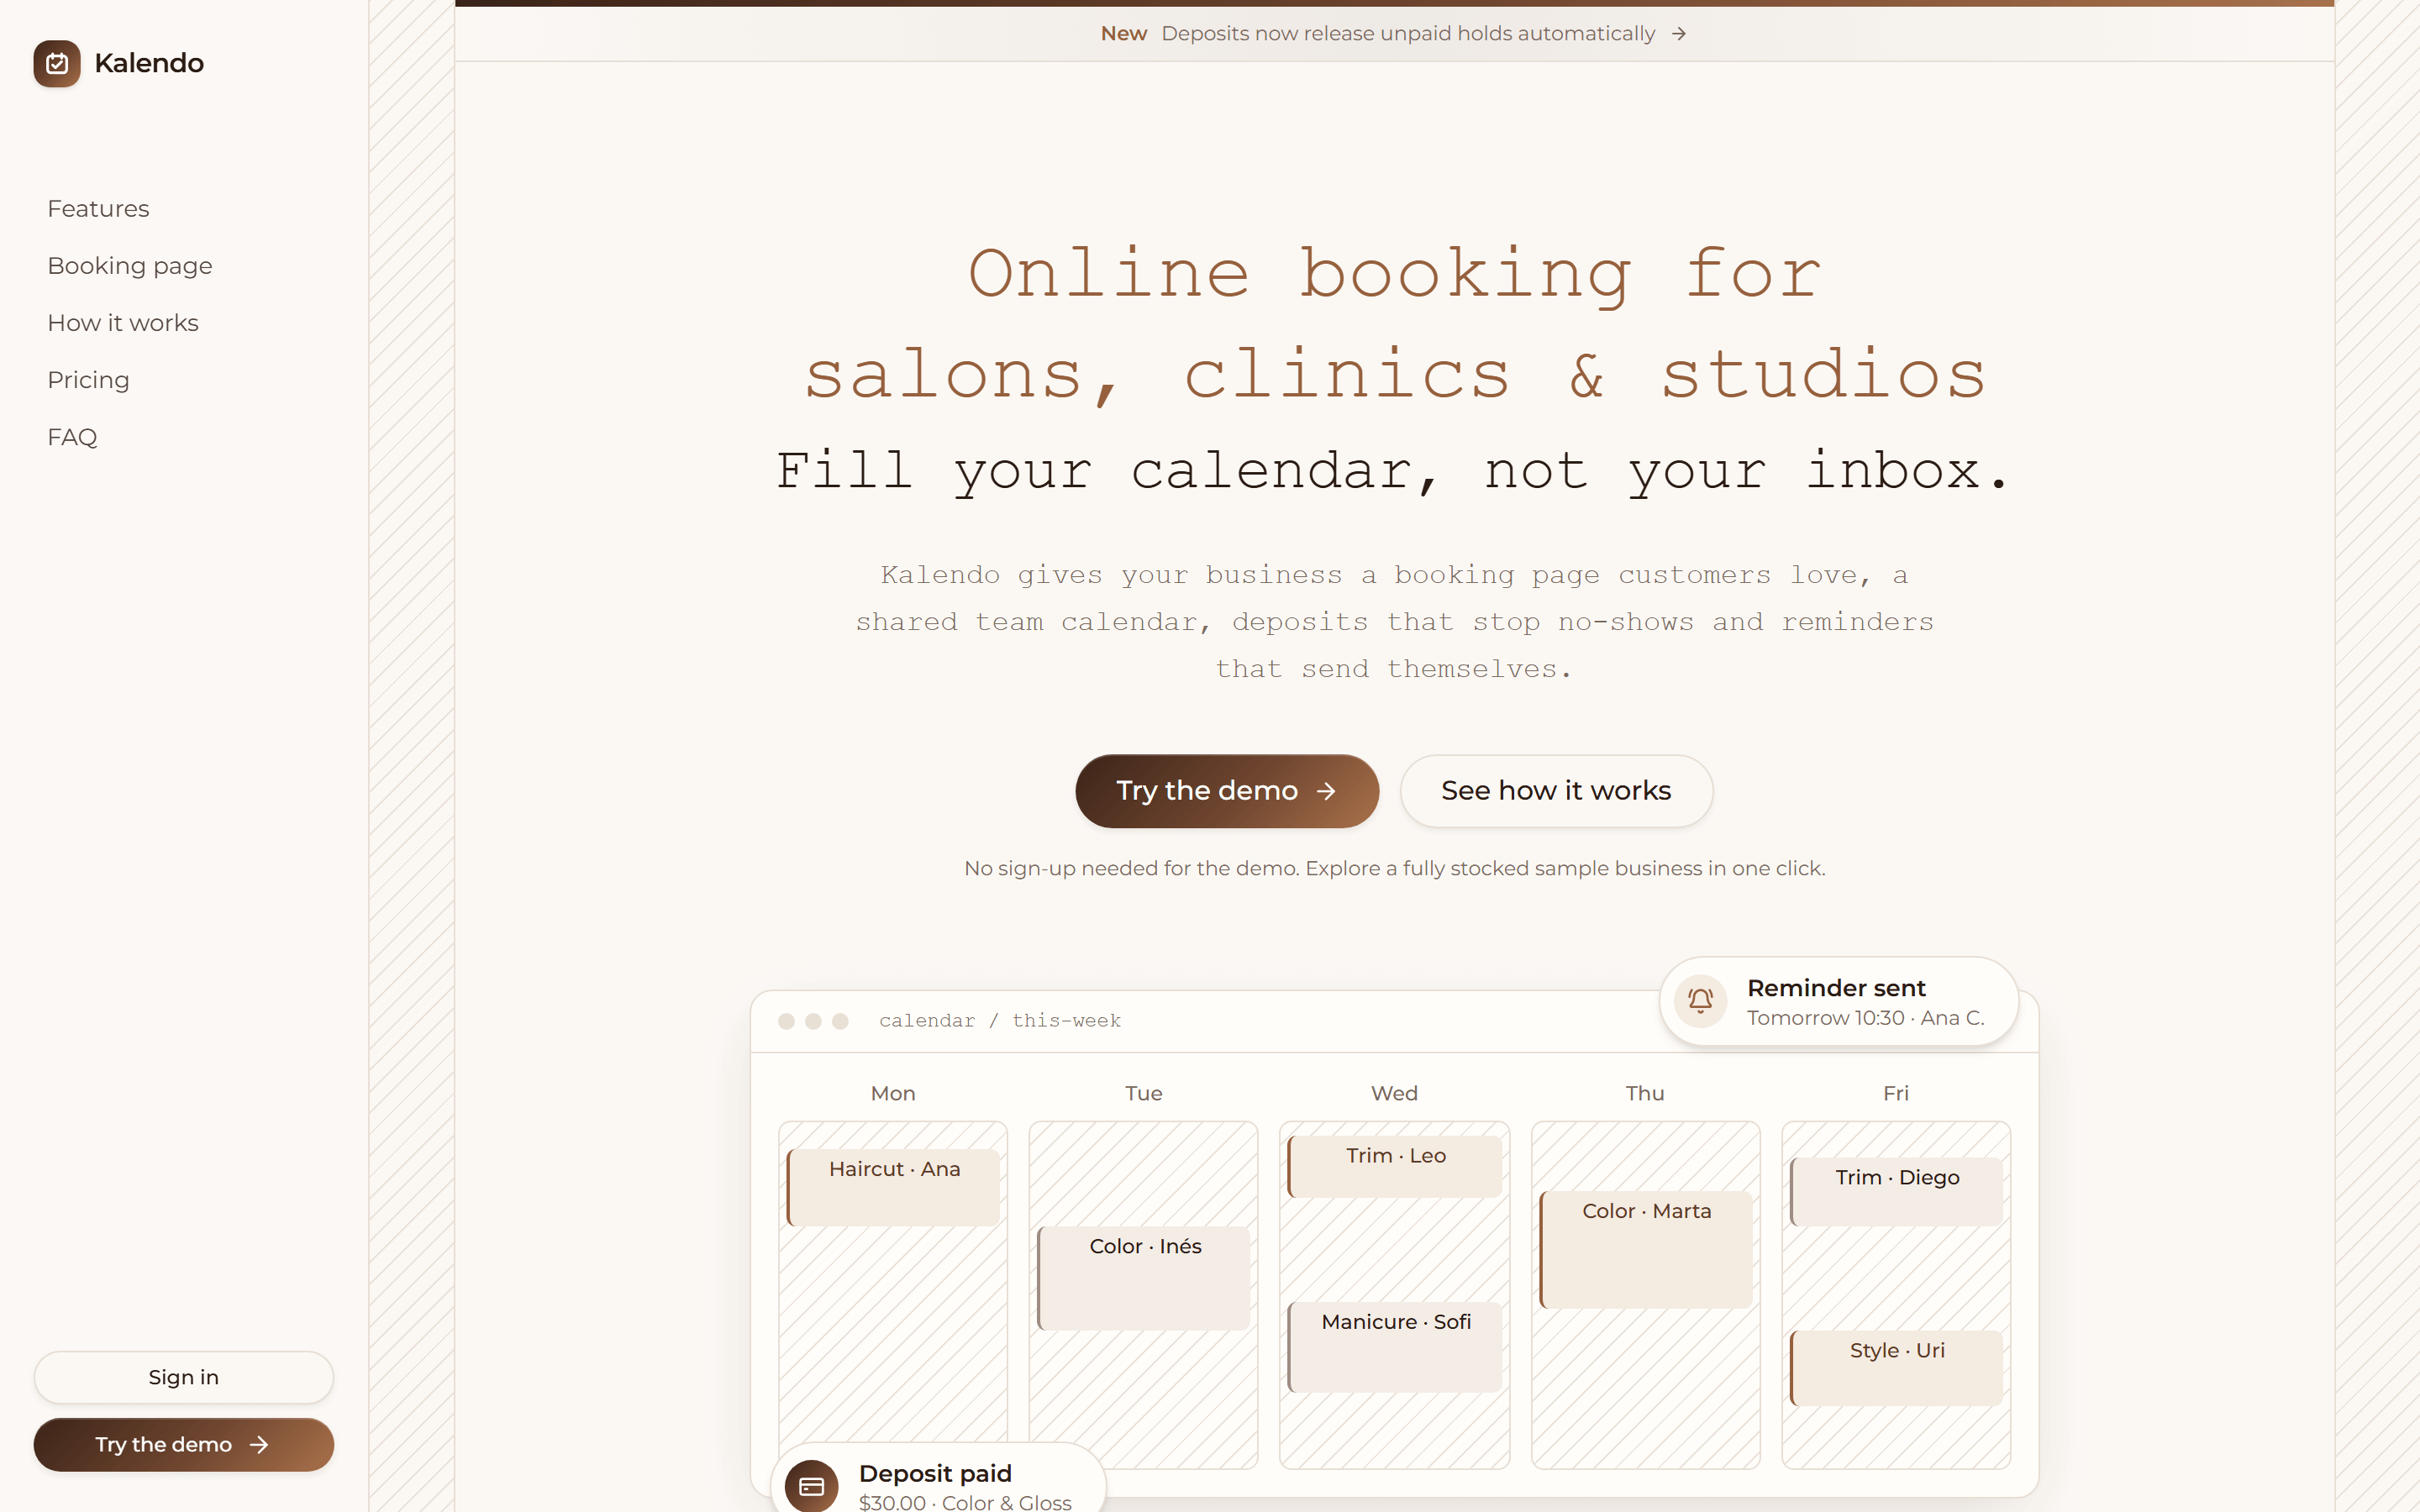 Kalendo
Features
Booking page
How it works
Pricing
FAQ
Sign in
Try the demo
New Deposits now release unpaid holds automatically
Online booking for
salons, clinics & studios
Fill your calendar, not your inbox.
Kalendo gives your business a booking page customers love, a
shared team calendar, deposits that stop no-shows and reminders
that send themselves.
Try the demo
See how it works
No sign-up needed for the demo. Explore a fully stocked sample business in one click.
calendar / this-week
Reminder sent
Tomorrow 10:30 · Ana C.
Mon
Tue
Wed
Thu
Fri
Haircut · Ana
Color · Inés
Trim · Leo
Manicure · Sofi
Color · Marta
Trim · Diego
Style · Uri
Deposit paid
$30.00 · Color & Gloss